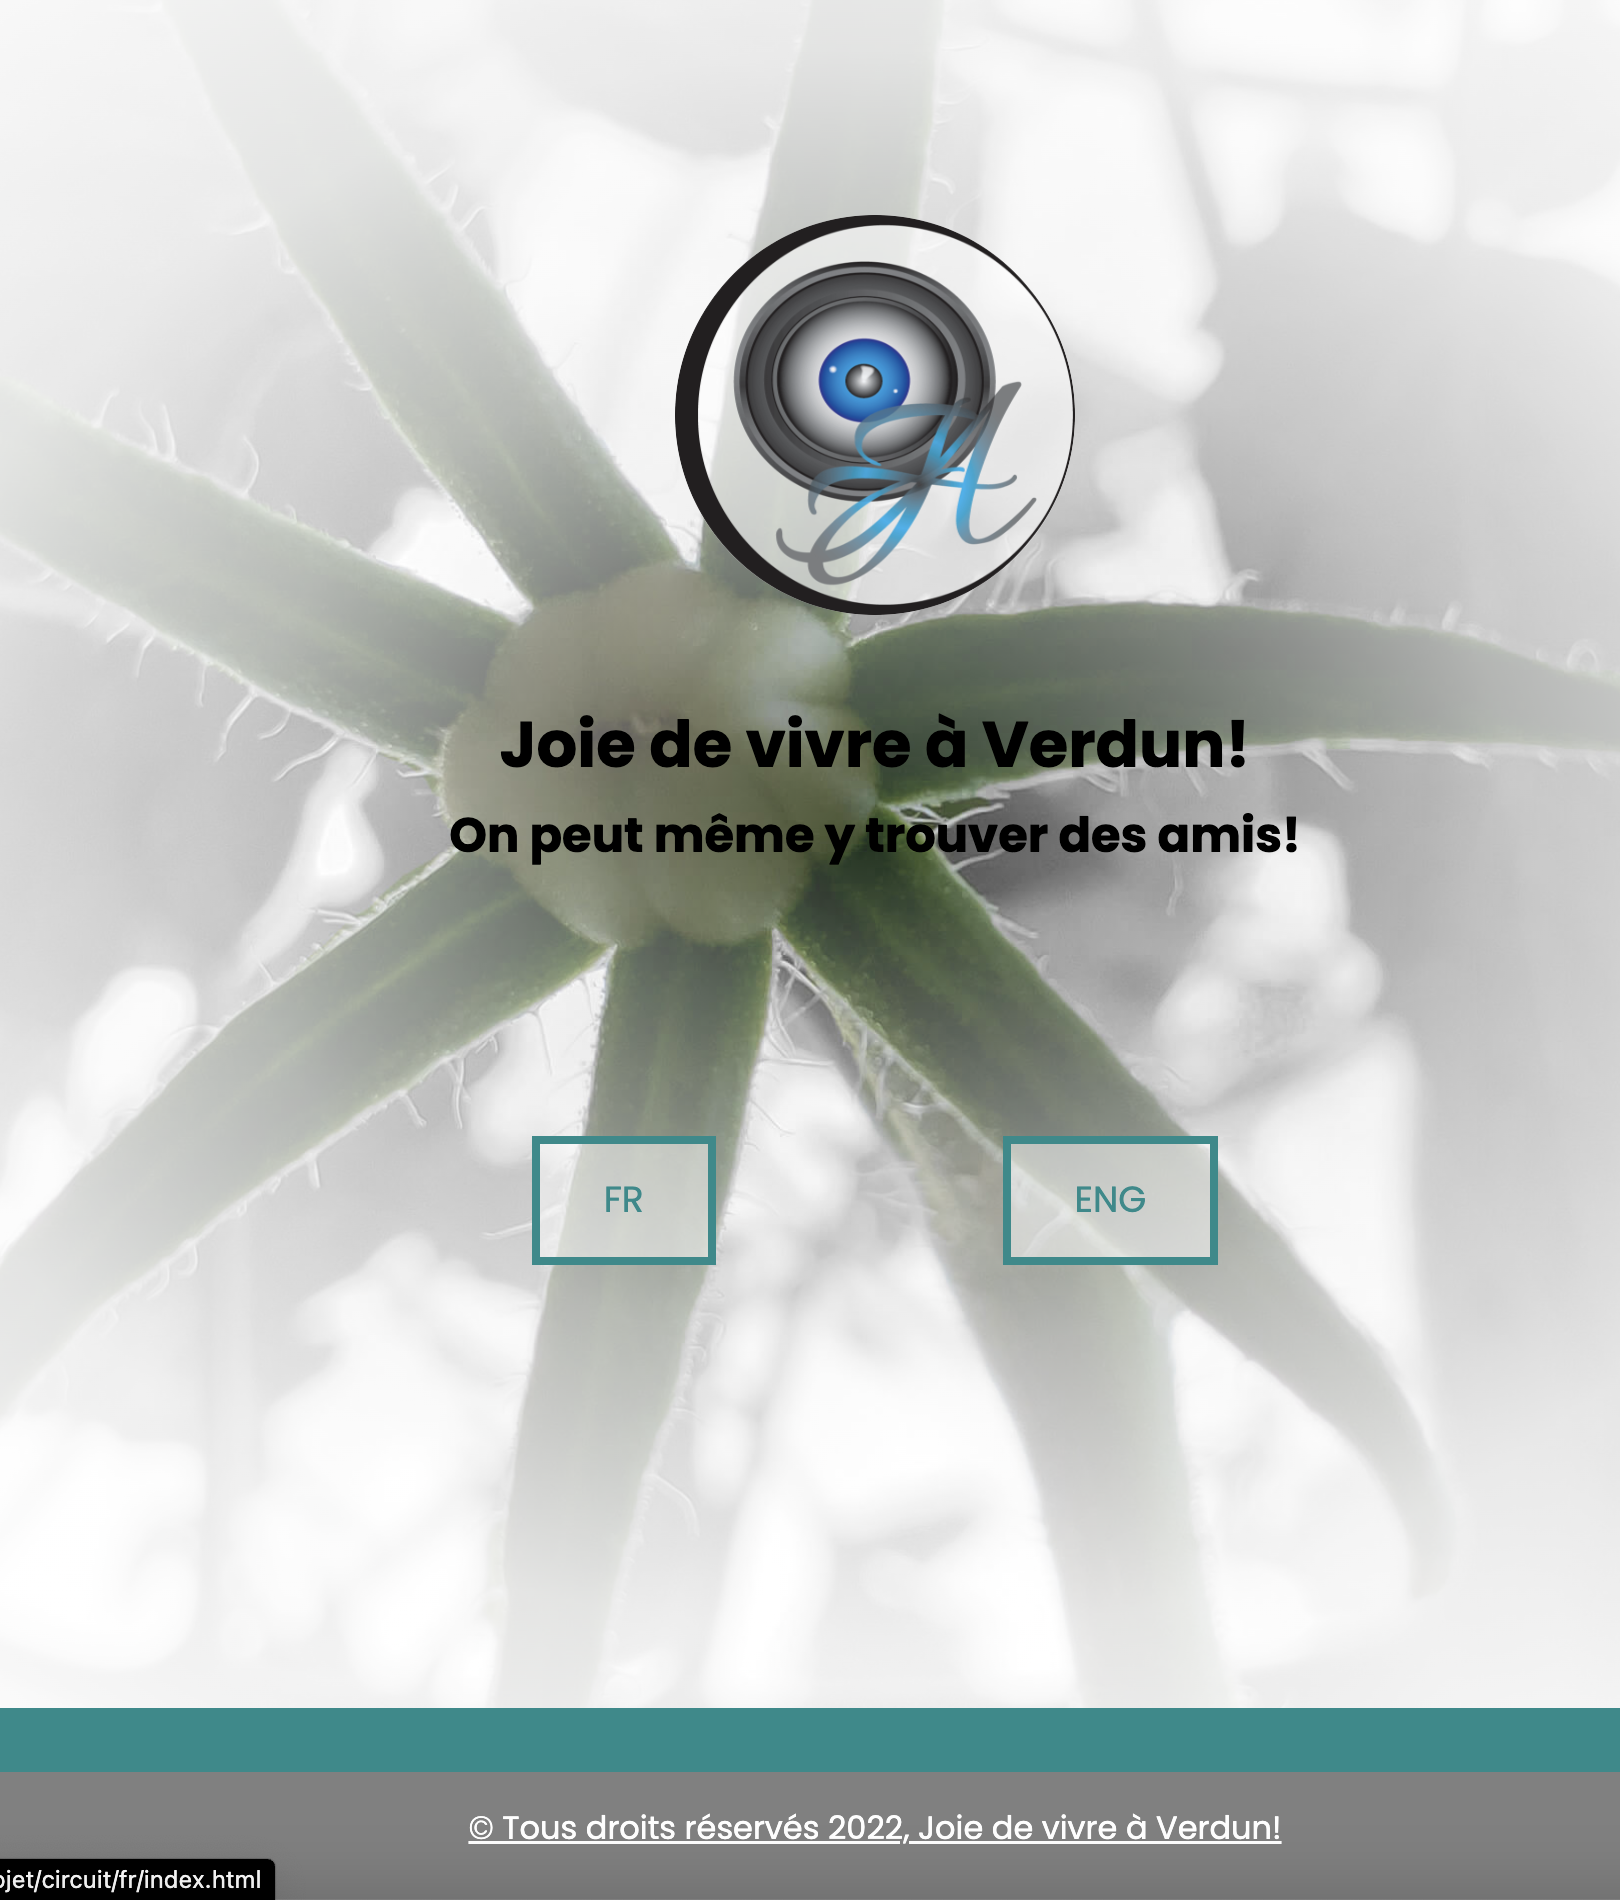 Joie de vivre à Verdun!
On peut même y trouver des amis!
FR
ENG
© Tous droits réservés 2022, Joie de vivre à Verdun!
ojet/circuit/fr/index.html